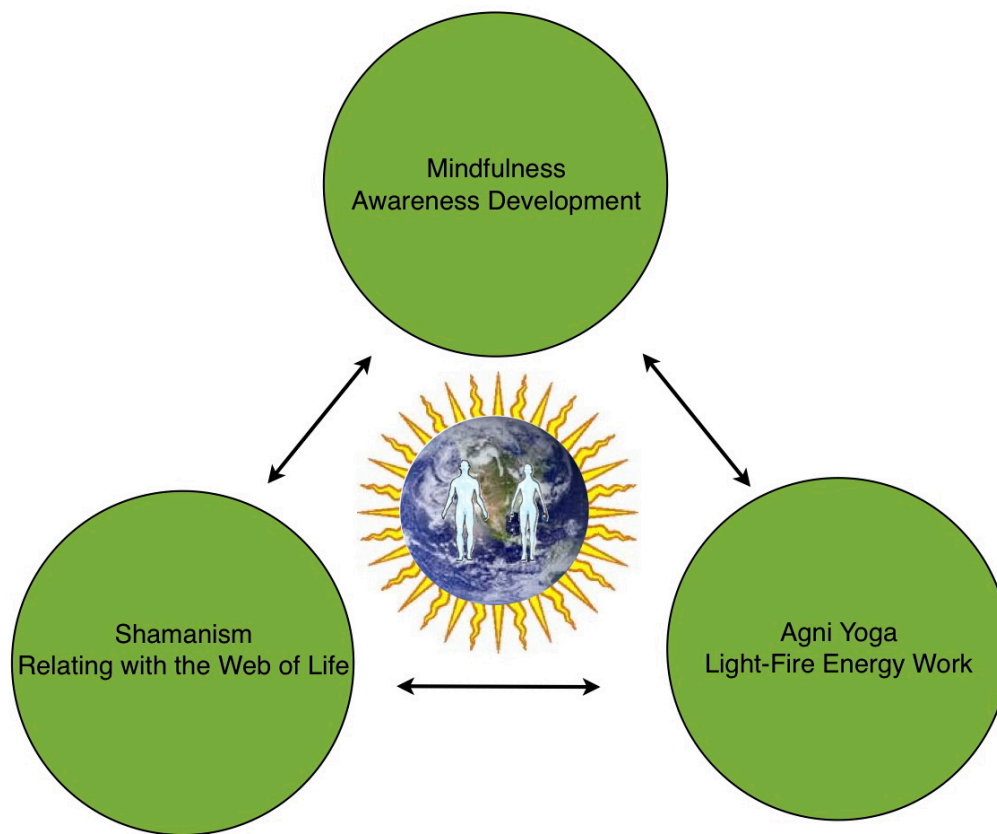 Mindfulness
Awareness Development
Shamanism
Relating with the Web of Life
Agni Yoga
Light-Fire Energy Work